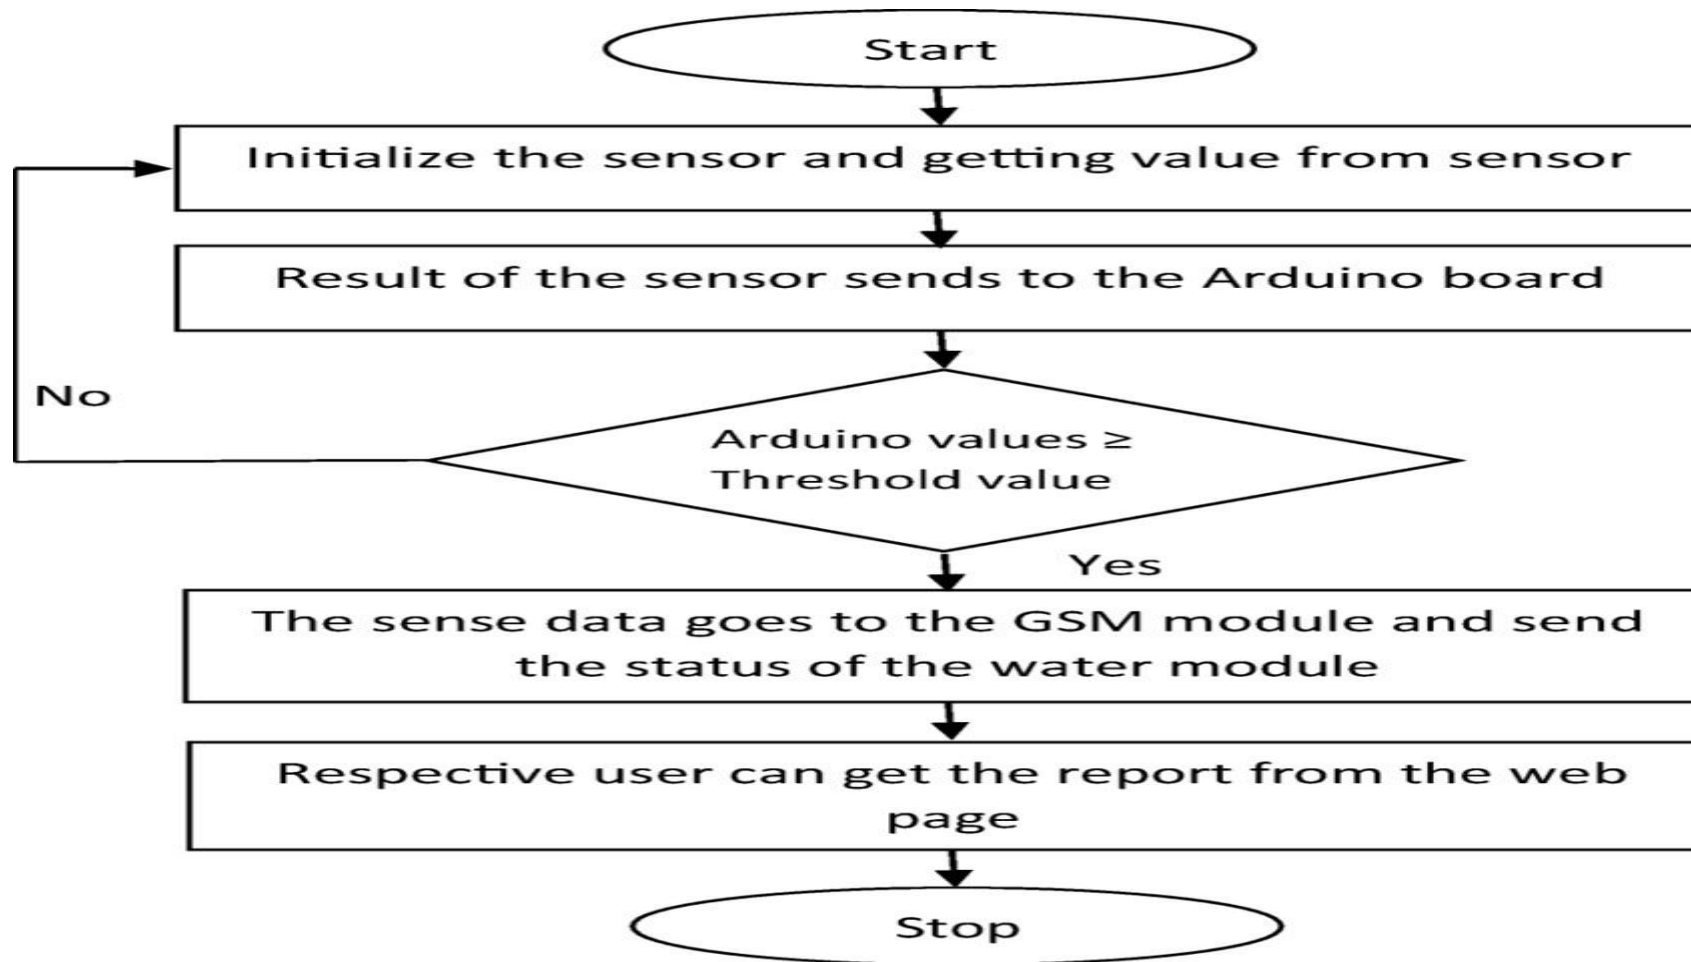 Start
Initialize the sensor and getting value from sensor
Result of the sensor sends to the Arduino board
No
Arduino values ≥
Threshold value
Yes
The sense data goes to the GSM module and send
the status of the water module
Respective user can get the report from the web
page
Stop